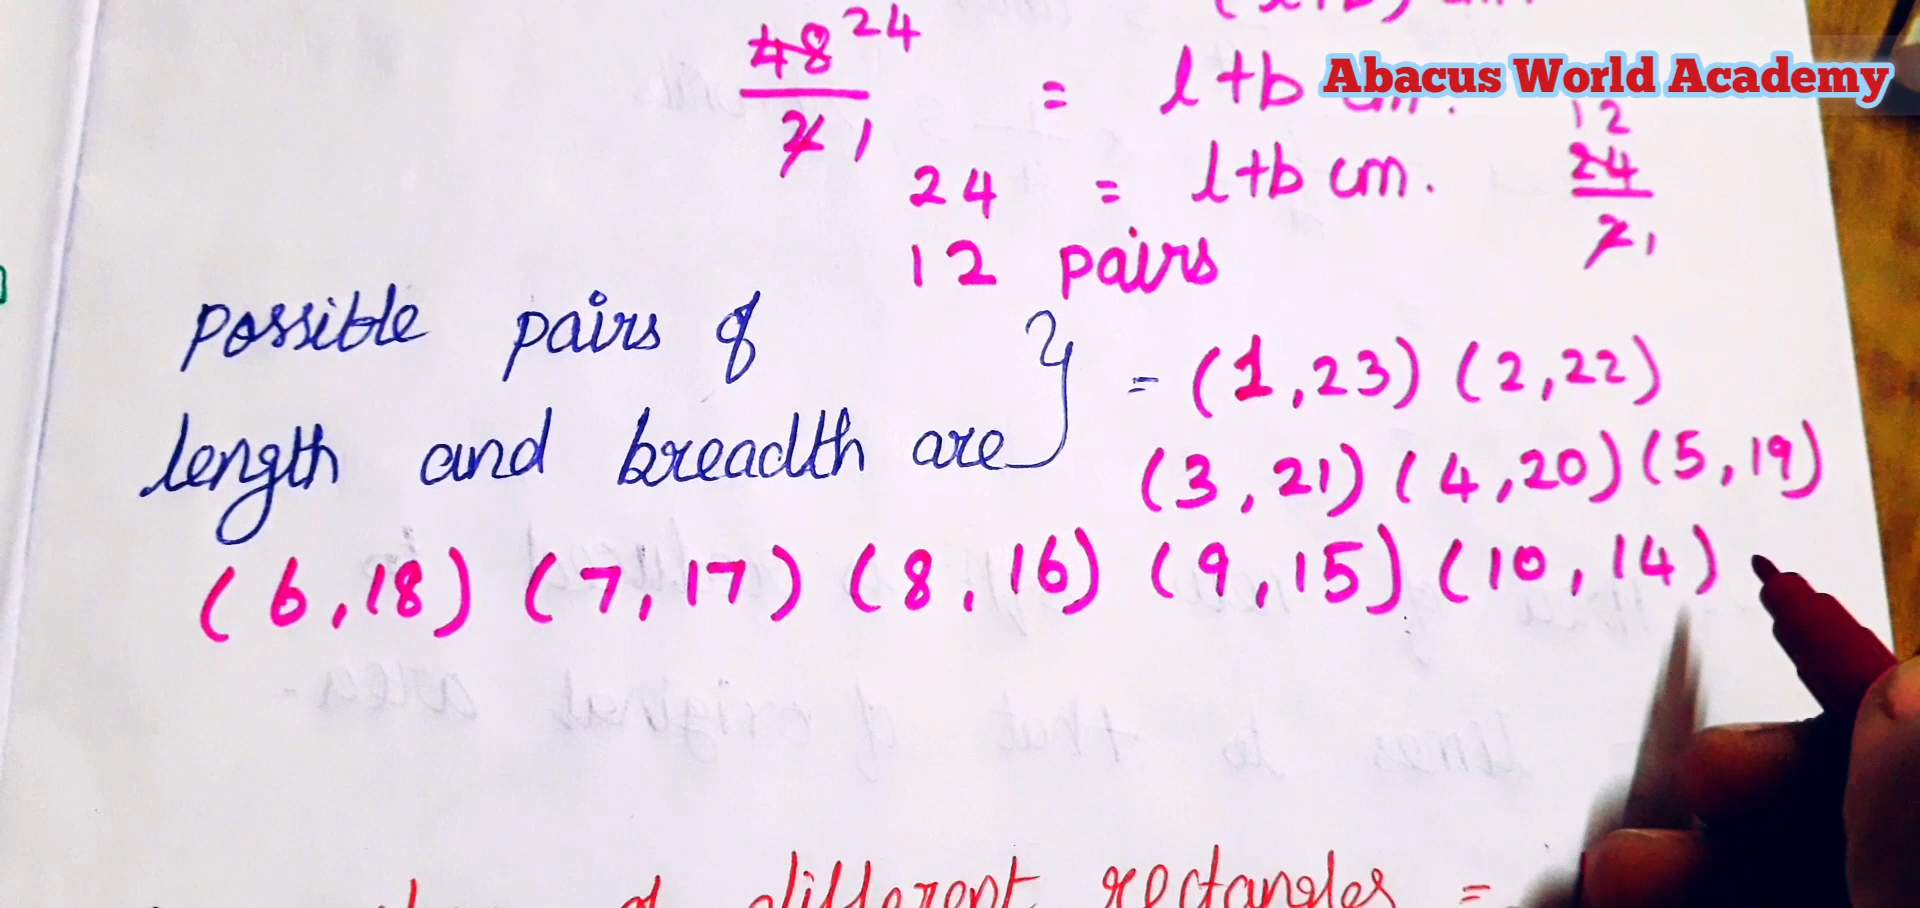 48 24
Abacus World Academy
2 1 = l+b cm.
12
24
24 = l+b cm.
2 1
12 pairs
possible pairs of
length and breadth are } = (1,23) (2,22)
(3,21) (4,20) (5,19)
(6,18) (7,17) (8,16) (9,15) (10,14)
of different rectangles =